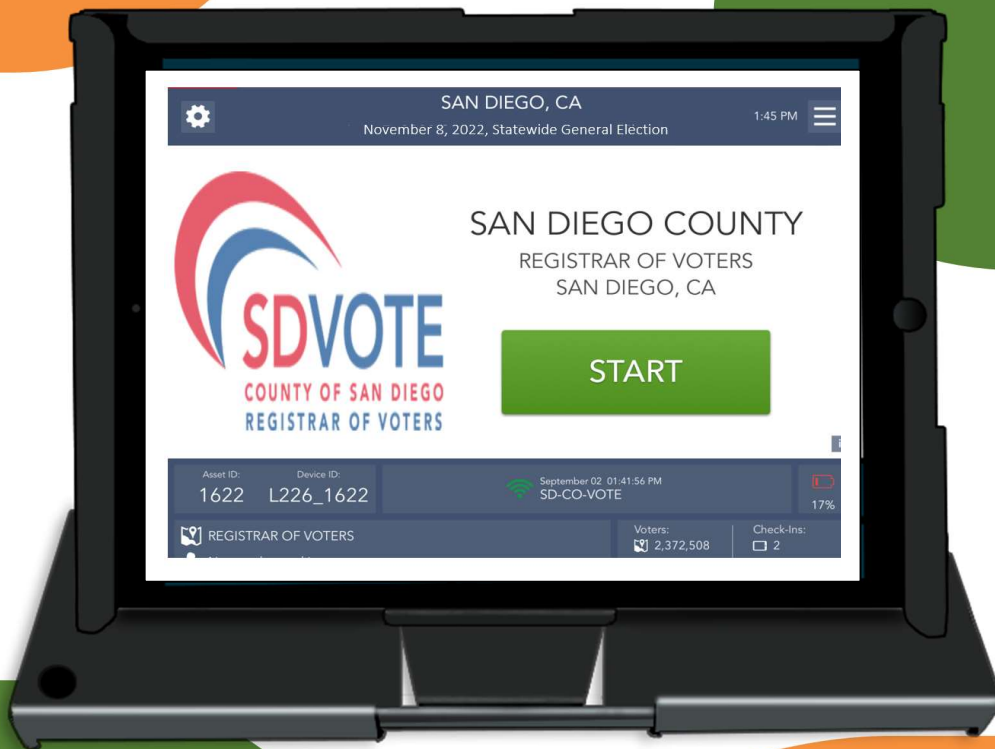 SAN DIEGO, CA
November 8, 2022, Statewide General Election
1:45 PM
SAN DIEGO COUNTY
REGISTRAR OF VOTERS
SAN DIEGO, CA
START
SDVOTE
COUNTY OF SAN DIEGO
REGISTRAR OF VOTERS
Asset ID:
1622
Device ID:
L226_1622
September 02 01:41:56 PM
SD-CO-VOTE
17%
REGISTRAR OF VOTERS
Voters:
2,372,508
Check-Ins:
2